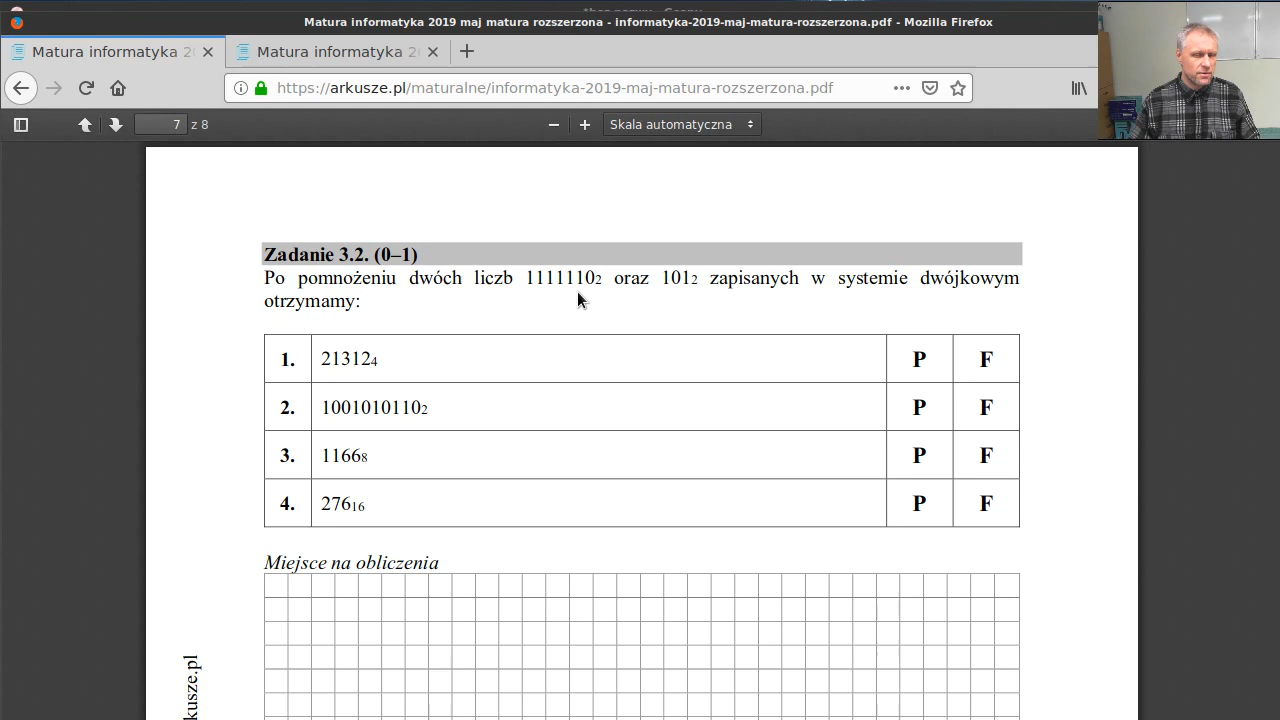 Matura informatyka 2019 maj matura rozszerzona - informatyka-2019-maj-matura-rozszerzona.pdf - Mozilla Firefox
Matura informatyka 2
Matura informatyka 2
https://arkusze.pl/maturalne/informatyka-2019-maj-matura-rozszerzona.pdf
7 z 8
Skala automatyczna
Zadanie 3.2. (0–1)
Po pomnożeniu dwóch liczb 1111110₂ oraz 101₂ zapisanych w systemie dwójkowym
otrzymamy:
1. 21312₄ P F
2. 1001010110₂ P F
3. 1166₈ P F
4. 276₁₆ P F
Miejsce na obliczenia
kusze.pl